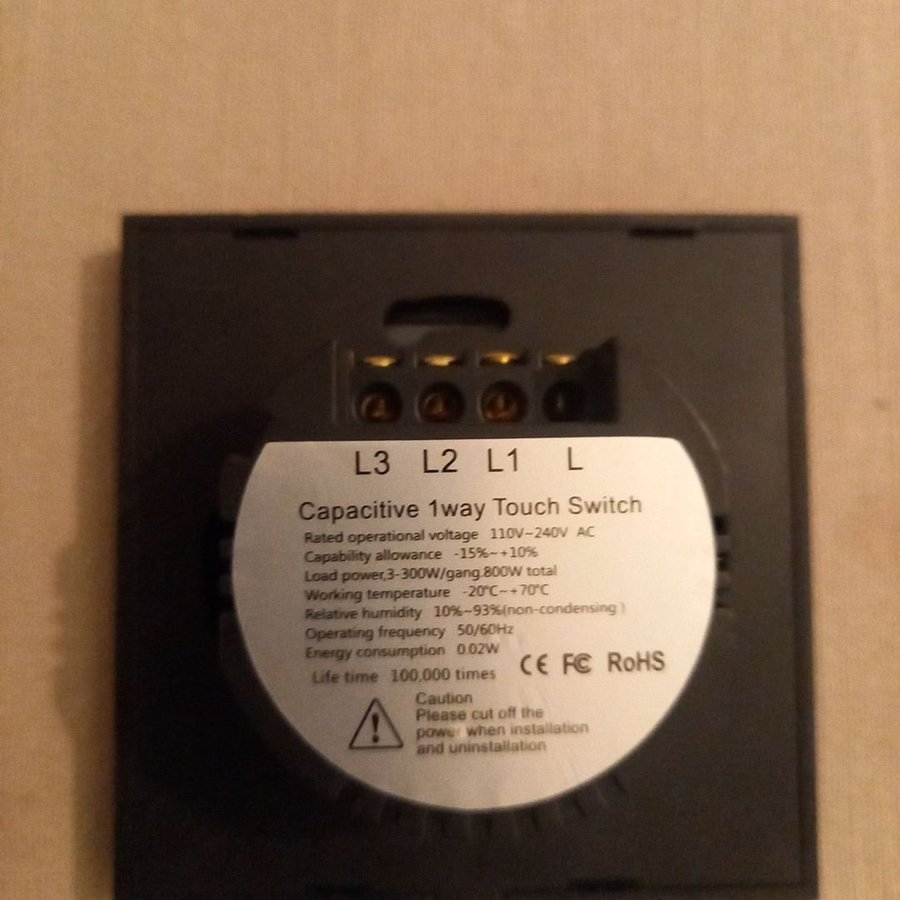 L3 L2 L1 L
Capacitive 1way Touch Switch
Rated operational voltage 110V~240V AC
Capability allowance -15%~+10%
Load power,3-300W/gang.800W total
Working temperature -20℃~+70℃
Relative humidity 10%~93%(non-condensing )
Operating frequency 50/60Hz
Energy consumption 0.02W
Life time 100,000 times CE FC RoHS
Caution
Please cut off the
power when installation
and uninstallation